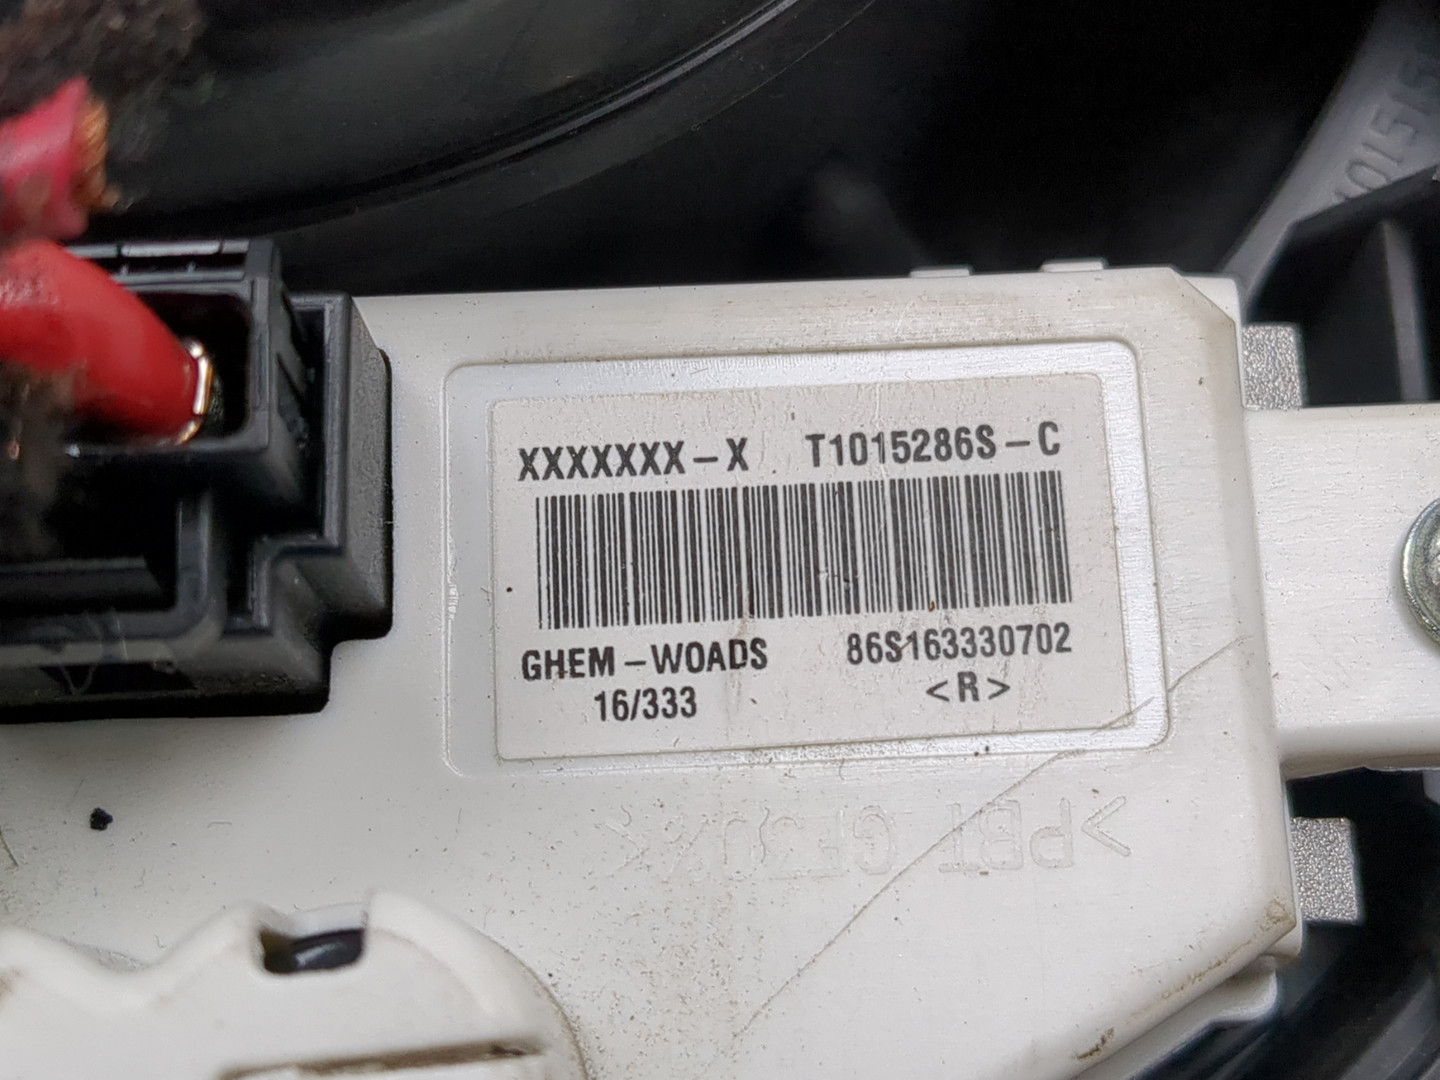 XXXXXXX-X T1015286S-C
GHEM-WOADS 86S163330702
16/333 <R>
>PBT GF30%<